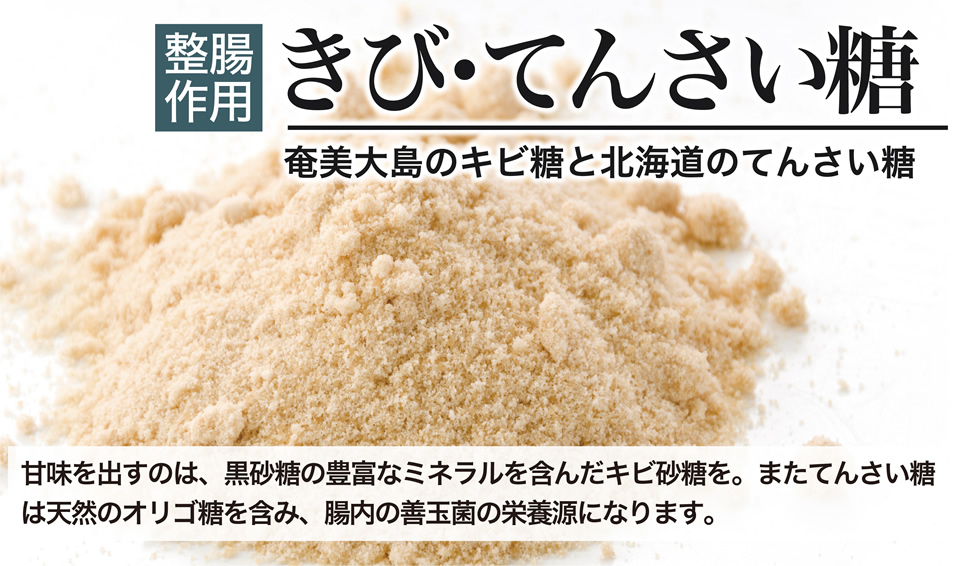 整腸
作用
きび・てんさい糖
奄美大島のキビ糖と北海道のてんさい糖
甘味を出すのは、黒砂糖の豊富なミネラルを含んだキビ砂糖を。またてんさい糖
は天然のオリゴ糖を含み、腸内の善玉菌の栄養源になります。